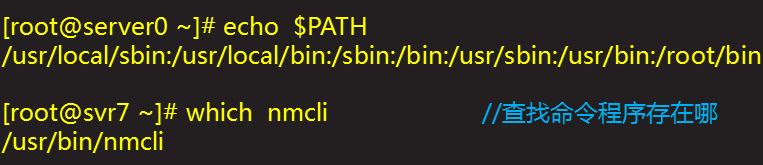 [root@server0 ~]# echo  $PATH
/usr/local/sbin:/usr/local/bin:/sbin:/bin:/usr/sbin:/usr/bin:/root/bin
[root@svr7 ~]# which  nmcli //查找命令程序存在哪
/usr/bin/nmcli